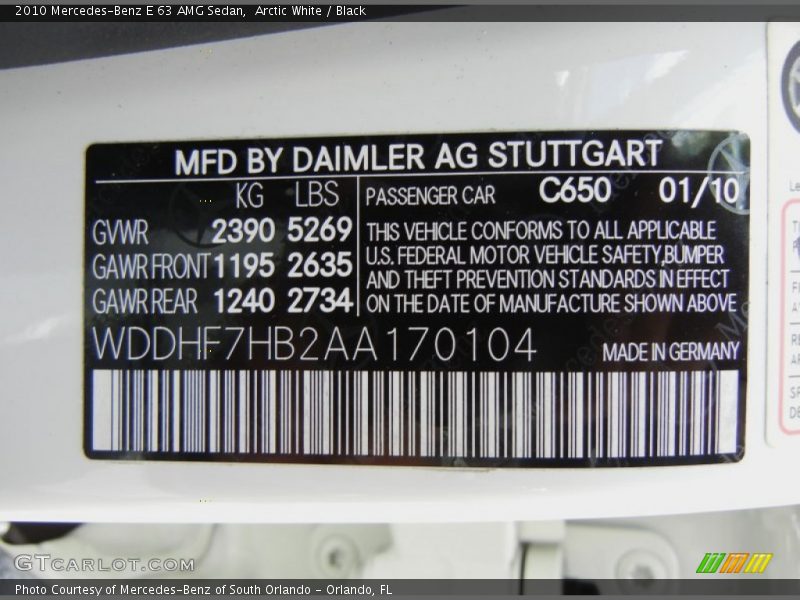 2010 Mercedes-Benz E 63 AMG Sedan, Arctic White / Black
MFD BY DAIMLER AG STUTTGART
KG LBS
GVWR 2390 5269
GAWR FRONT 1195 2635
GAWR REAR 1240 2734
PASSENGER CAR C650 01/10
THIS VEHICLE CONFORMS TO ALL APPLICABLE
U.S. FEDERAL MOTOR VEHICLE SAFETY,BUMPER
AND THEFT PREVENTION STANDARDS IN EFFECT
ON THE DATE OF MANUFACTURE SHOWN ABOVE
WDDHF7HB2AA170104
MADE IN GERMANY
GTCARLOT.COM
Photo Courtesy of Mercedes-Benz of South Orlando - Orlando, FL